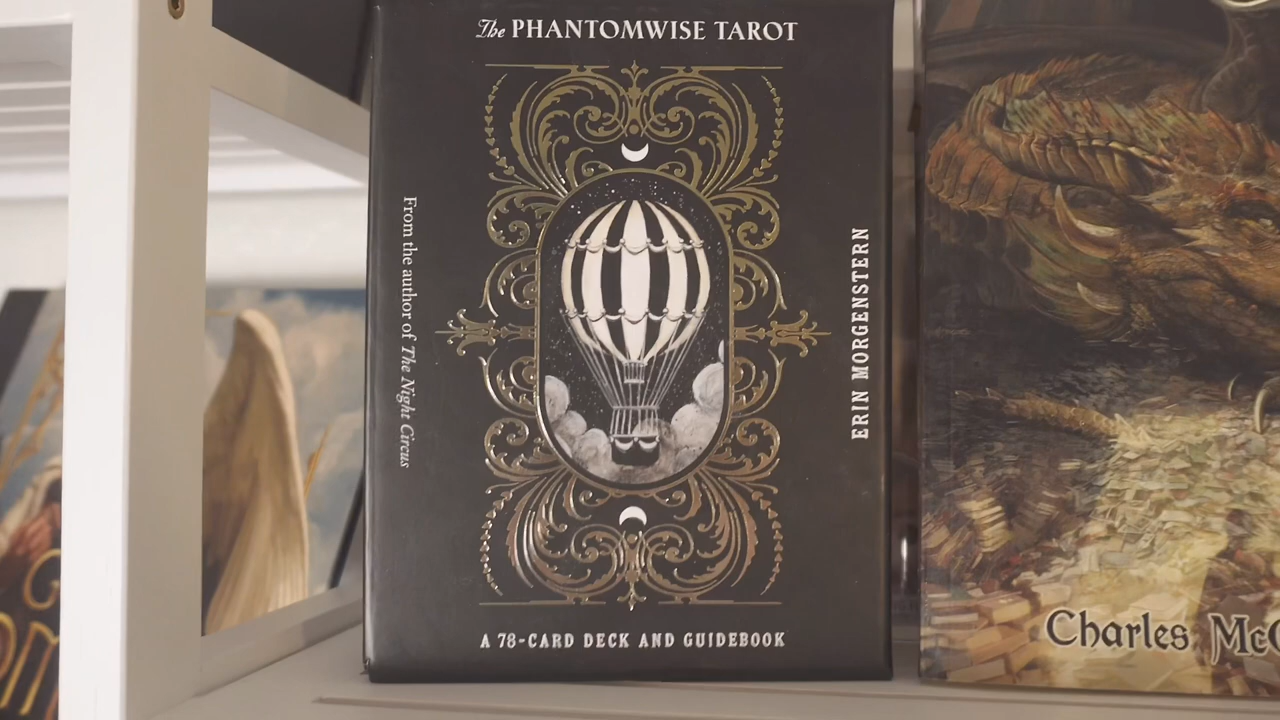 The PHANTOMWISE TAROT
From the author of The Night Circus
ERIN MORGENSTERN
A 78-CARD DECK AND GUIDEBOOK
Charles